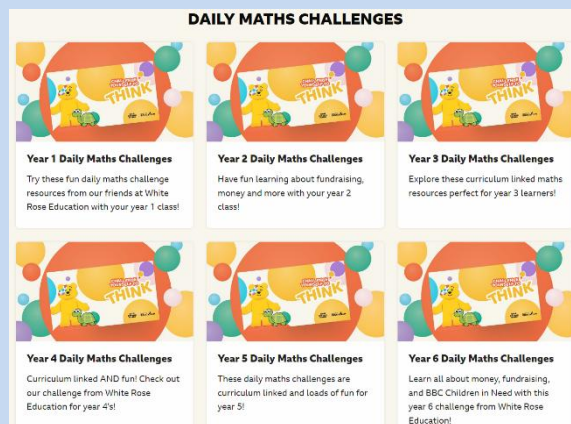 DAILY MATHS CHALLENGES
THINK
THINK
THINK
Year 1 Daily Maths Challenges
Try these fun daily maths challenge
resources from our friends at White
Rose Education with your year 1 class!
Year 2 Daily Maths Challenges
Have fun learning about fundraising,
money and more with your year 2
class!
Year 3 Daily Maths Challenges
Explore these curriculum linked maths
resources perfect for year 3 learners!
THINK
THINK
THINK
Year 4 Daily Maths Challenges
Curriculum linked AND fun! Check out
our challenge from White Rose
Education for year 4's!
Year 5 Daily Maths Challenges
These daily maths challenges are
curriculum linked and loads of fun for
year 5!
Year 6 Daily Maths Challenges
Learn all about money, fundraising,
and BBC Children in Need with this
year 6 challenge from White Rose
Education!